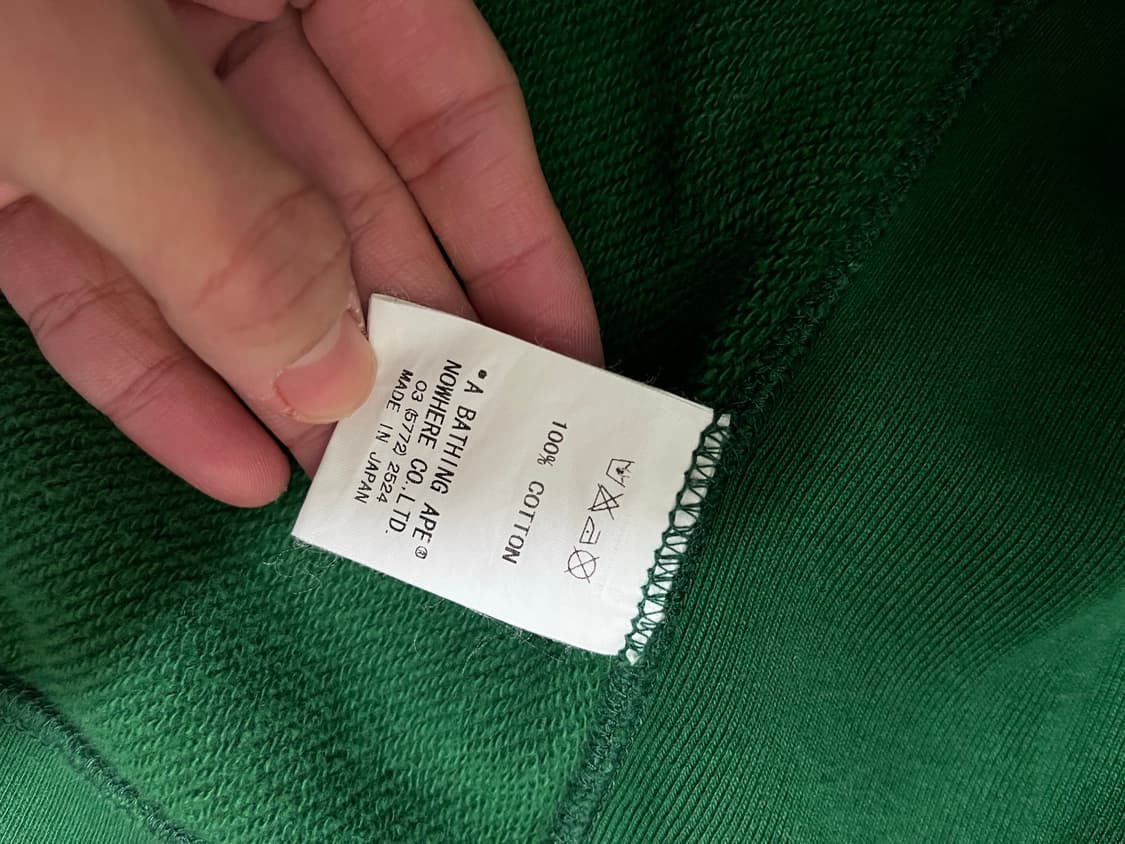 100% COTTON
• A BATHING APE®
NOWHERE CO.,LTD.
03 (5772) 2524
MADE IN JAPAN